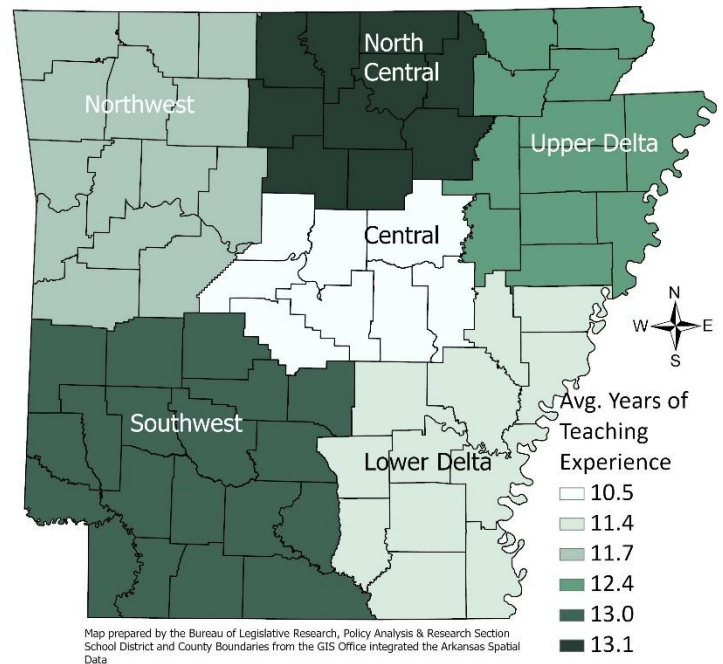 North
Central
Northwest
Upper Delta
Central
N
W E
S
Southwest
Lower Delta
Avg. Years of
Teaching
Experience
10.5
11.4
11.7
12.4
13.0
13.1
Map prepared by the Bureau of Legislative Research, Policy Analysis & Research Section
School District and County Boundaries from the GIS Office integrated the Arkansas Spatial
Data